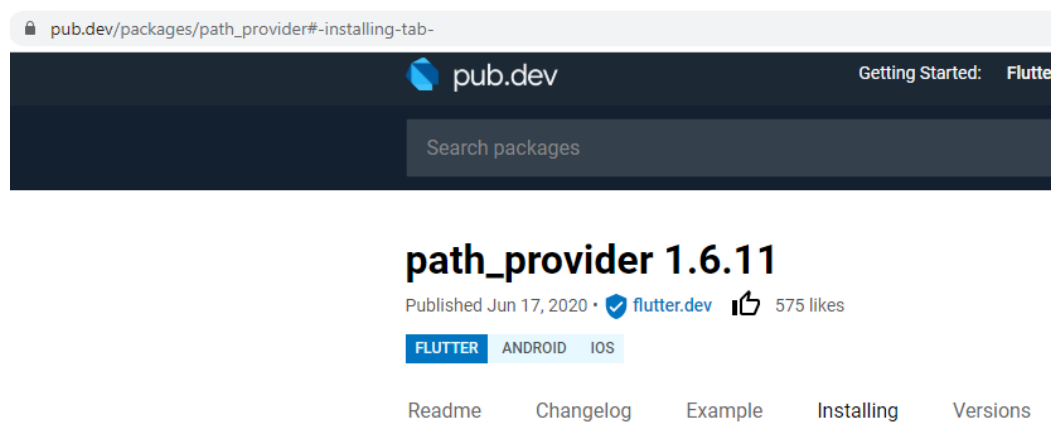 pub.dev/packages/path_provider#-installing-tab-
pub.dev Getting Started: Flutte
Search packages
path_provider 1.6.11
Published Jun 17, 2020 • flutter.dev 575 likes
FLUTTER ANDROID IOS
Readme Changelog Example Installing Versions